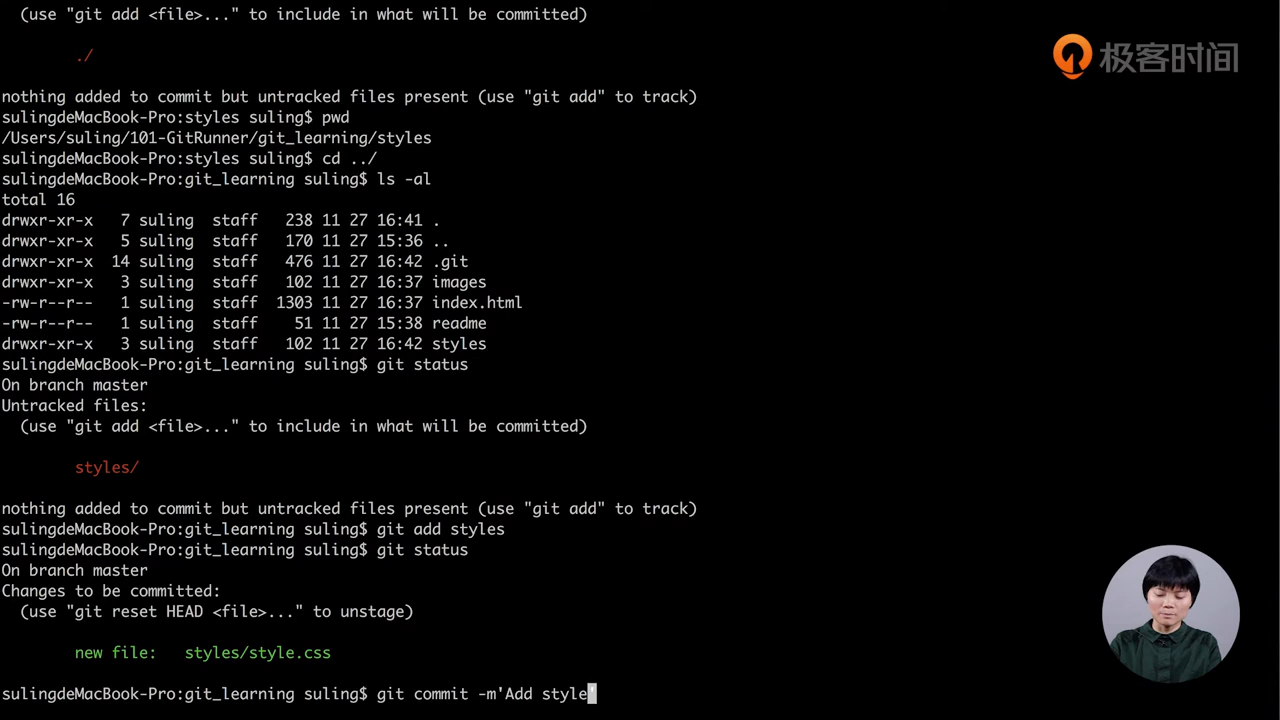 (use "git add <file>..." to include in what will be committed)
./
极客时间
nothing added to commit but untracked files present (use "git add" to track)
sulingdeMacBook-Pro:styles suling$ pwd
/Users/suling/101-GitRunner/git_learning/styles
sulingdeMacBook-Pro:styles suling$ cd ../
sulingdeMacBook-Pro:git_learning suling$ ls -al
total 16
drwxr-xr-x   7 suling  staff   238 11 27 16:41 .
drwxr-xr-x   5 suling  staff   170 11 27 15:36 ..
drwxr-xr-x  14 suling  staff   476 11 27 16:42 .git
drwxr-xr-x   3 suling  staff   102 11 27 16:37 images
-rw-r--r--   1 suling  staff  1303 11 27 16:37 index.html
-rw-r--r--   1 suling  staff    51 11 27 15:38 readme
drwxr-xr-x   3 suling  staff   102 11 27 16:42 styles
sulingdeMacBook-Pro:git_learning suling$ git status
On branch master
Untracked files:
(use "git add <file>..." to include in what will be committed)
styles/
nothing added to commit but untracked files present (use "git add" to track)
sulingdeMacBook-Pro:git_learning suling$ git add styles
sulingdeMacBook-Pro:git_learning suling$ git status
On branch master
Changes to be committed:
(use "git reset HEAD <file>..." to unstage)
new file:   styles/style.css
sulingdeMacBook-Pro:git_learning suling$ git commit -m'Add style'